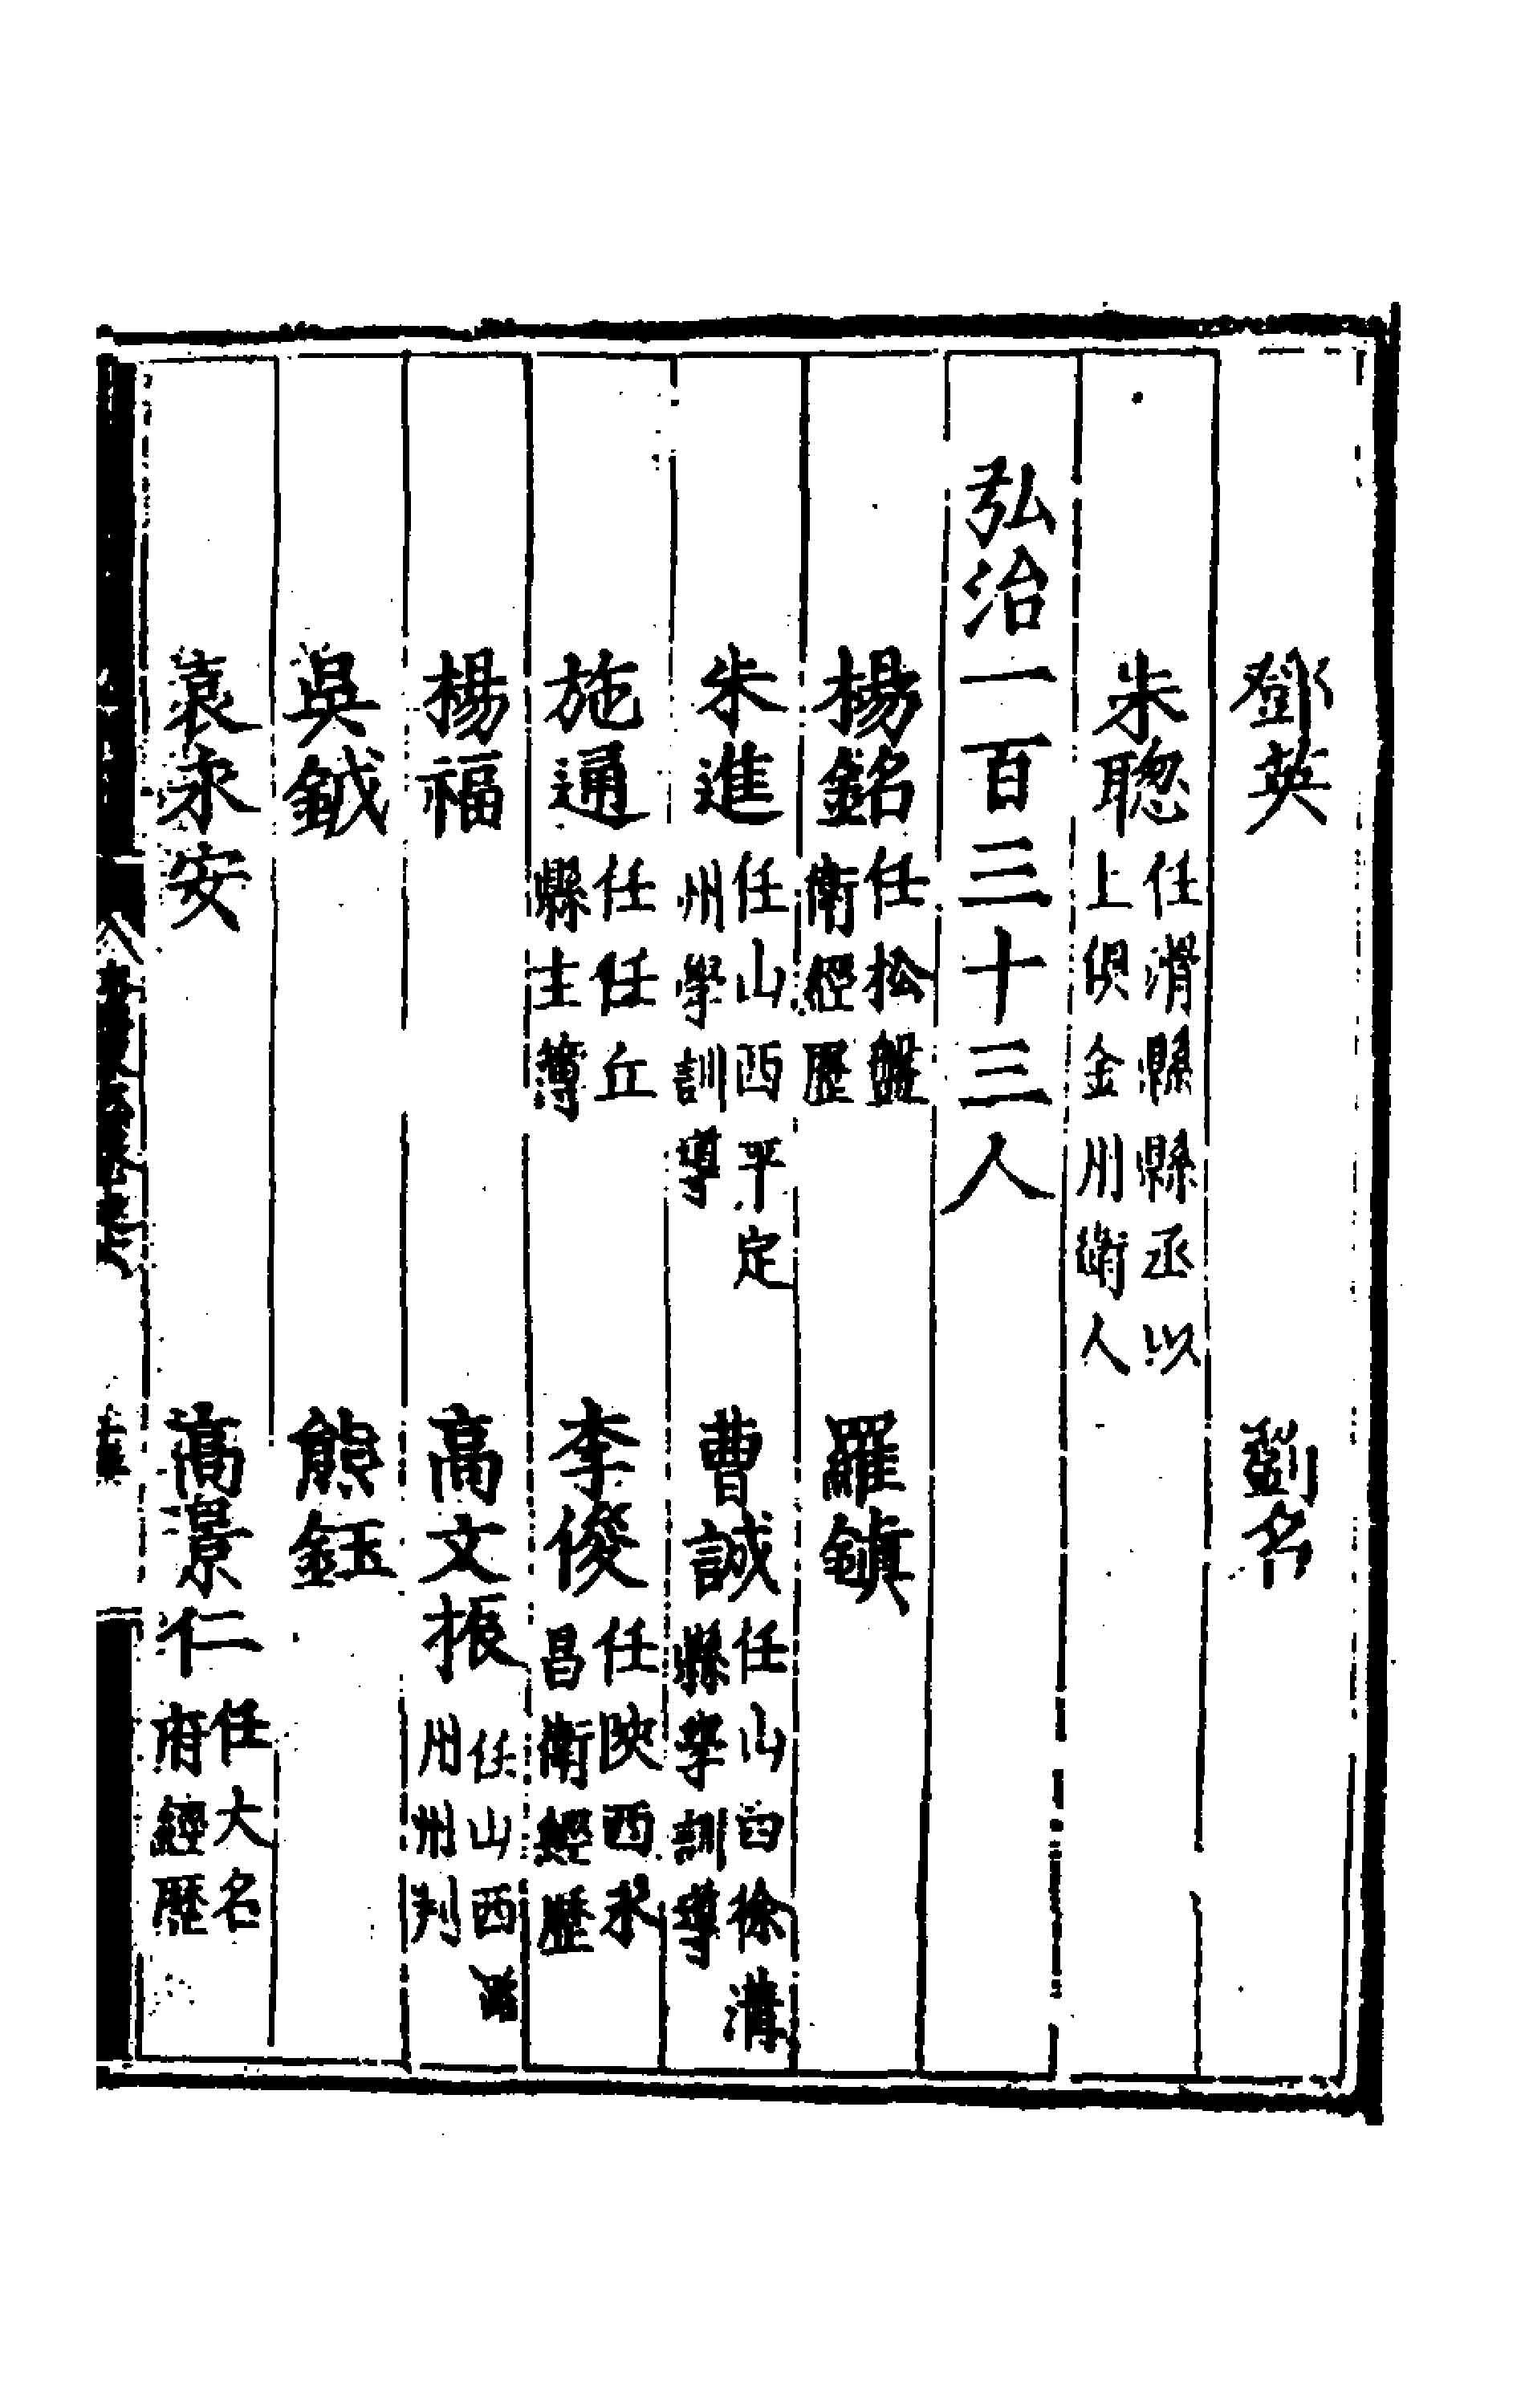 鄧英 劉名
朱聰 任滑縣縣丞以上俱金川衛人
弘治一百三十三人
楊銘 任松盤衛經歷 羅鎮
朱進 任山西平定州學訓導 曹誠 任山西徐溝縣學訓導
施通 任任丘縣主簿 李俊 任陝西永昌衛經歷
楊福 高文振 任山西州州判
吳鉞 熊鈺
袁永安 高景仁 任大名府經歷